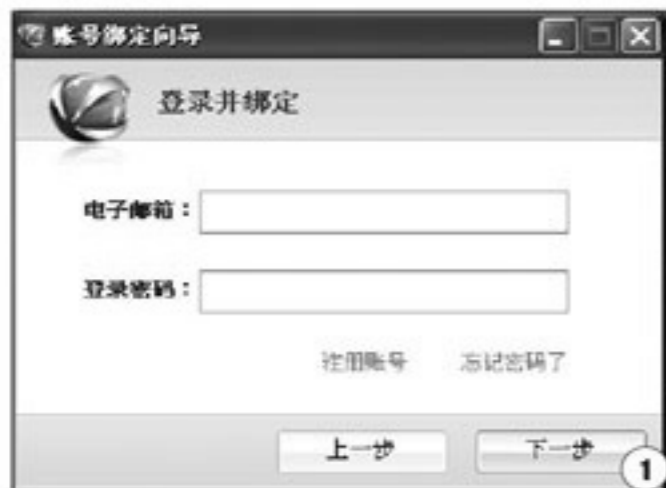 账号绑定向导
登录并绑定
电子邮箱：
登录密码：
注册账号 忘记密码了
上一步 下一步 1